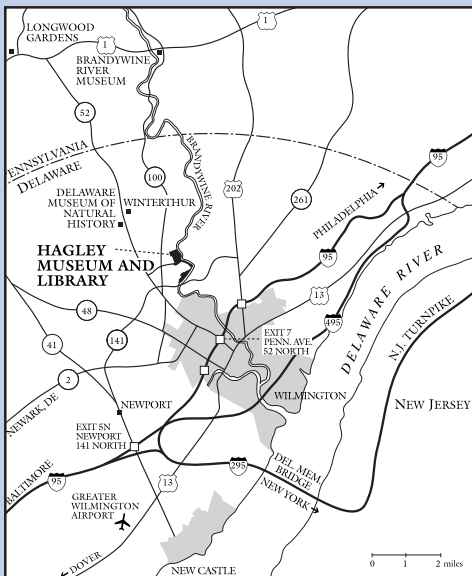 LONGWOOD
GARDENS
1
1
BRANDYWINE
RIVER
MUSEUM
52
PENNSYLVANIA
DELAWARE
100
BRANDYWINE RIVER
202
261
95
PHILADELPHIA
DELAWARE
MUSEUM OF
NATURAL
HISTORY
WINTERTHUR
HAGLEY
MUSEUM AND
LIBRARY
95
13
DELAWARE RIVER
48
141
41
2
495
EXIT 7
PENN. AVE.
52 NORTH
N.J. TURNPIKE
NEWARK, DE
NEWPORT
WILMINGTON
NEW JERSEY
EXIT 5N
NEWPORT
141 NORTH
BALTIMORE
95
13
295
DEL. MEM.
BRIDGE
NEW YORK
GREATER
WILMINGTON
AIRPORT
DOVER
NEW CASTLE
0 1 2 miles